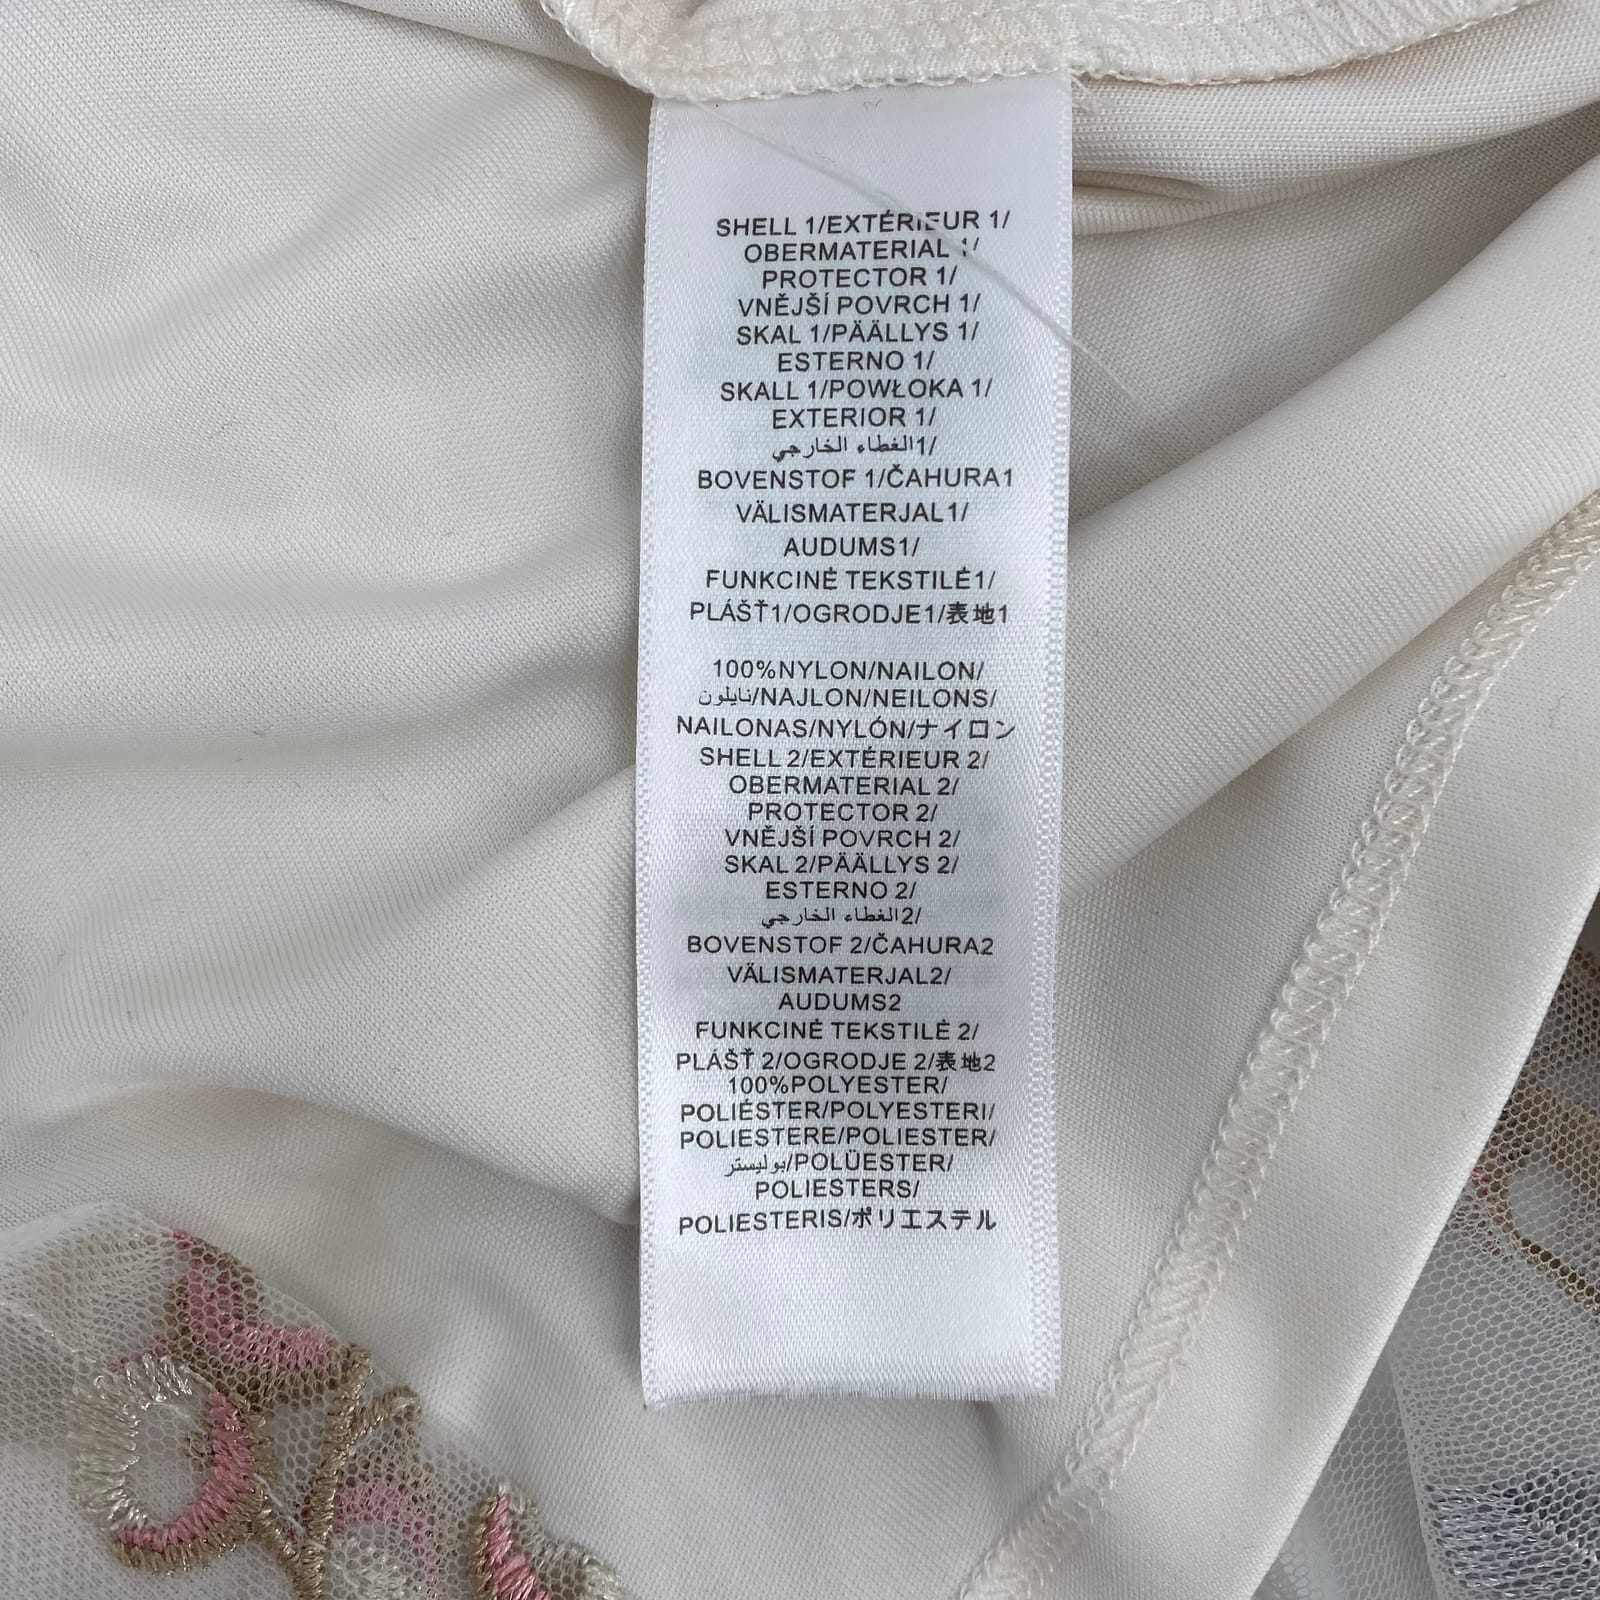 SHELL 1/EXTÉRIEUR 1/
OBERMATERIAL 1/
PROTECTOR 1/
VNĚJŠÍ POVRCH 1/
SKAL 1/PÄÄLLYS 1/
ESTERNO 1/
SKALL 1/POWŁOKA 1/
EXTERIOR 1/
الغطاء الخارجي1/
BOVENSTOF 1/ČAHURA1
VÄLISMATERJAL1/
AUDUMS1/
FUNKCINĖ TEKSTILĖ1/
PLÁŠŤ1/OGRODJE1/表地1
100%NYLON/NAILON/
نايلون/NAJLON/NEILONS/
NAILONAS/NYLÓN/ナイロン
SHELL 2/EXTÉRIEUR 2/
OBERMATERIAL 2/
PROTECTOR 2/
VNĚJŠÍ POVRCH 2/
SKAL 2/PÄÄLLYS 2/
ESTERNO 2/
الغطاء الخارجي2/
BOVENSTOF 2/ČAHURA2
VÄLISMATERJAL2/
AUDUMS2
FUNKCINĖ TEKSTILĖ 2/
PLÁŠŤ 2/OGRODJE 2/表地2
100%POLYESTER/
POLIÉSTER/POLYESTERI/
POLIESTERE/POLIESTER/
بوليستر/POLÜESTER/
POLIESTERS/
POLIESTERIS/ポリエステル